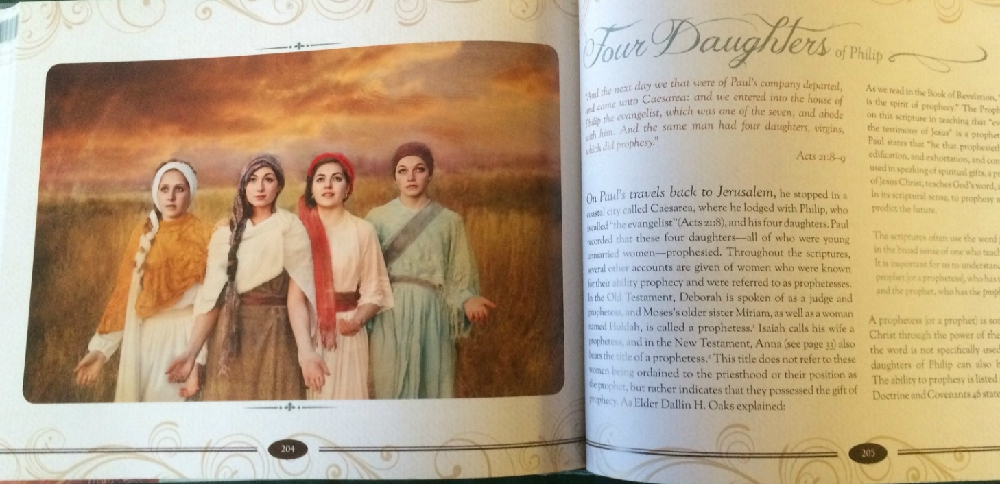 Four Daughters of Philip
"And the next day we that were of Paul's company departed,
and came unto Caesarea: and we entered into the house of
Philip the evangelist, which was one of the seven; and abode
with him. And the same man had four daughters, virgins,
which did prophesy."
Acts 21:8–9
On Paul's travels back to Jerusalem, he stopped in a
coastal city called Caesarea, where he lodged with Philip, who
is called "the evangelist" (Acts 21:8), and his four daughters. Paul
recorded that these four daughters—all of who were young
unmarried women—prophesied. Throughout the scriptures,
several other accounts are given of women who were known
for their ability prophecy and were referred to as prophetesses.
In the Old Testament, Deborah is spoken of as a judge and
prophetess, and Moses's older sister Miriam, as well as a woman
named Huldah, is called a prophetess.¹ Isaiah calls his wife a
prophetess, and in the New Testament, Anna (see page 33) also
bears the title of a prophetess.² This title does not refer to these
women being ordained to the priesthood or their position as
the prophet, but rather indicates that they possessed the gift of
prophecy. As Elder Dallin H. Oaks explained:
As we read in the Book of Revelation, "
is the spirit of prophecy." The Proph
on this scripture in teaching that "ev
the testimony of Jesus" is a prophet
Paul states that "he that prophesieth
edification, and exhortation, and con
used in speaking of spiritual gifts, a pr
of Jesus Christ, teaches God's word, a
In its scriptural sense, to prophesy m
predict the future.
The scriptures often use the word
in the broad sense of one who teach
It is important for us to understand
prophet (or a prophetess), who has t
and the prophet, who has the proph
A prophetess (or a prophet) is som
Christ through the power of the
the word is not specifically used
daughters of Philip can also b
The ability to prophesy is listed
Doctrine and Covenants 46 state
204
205